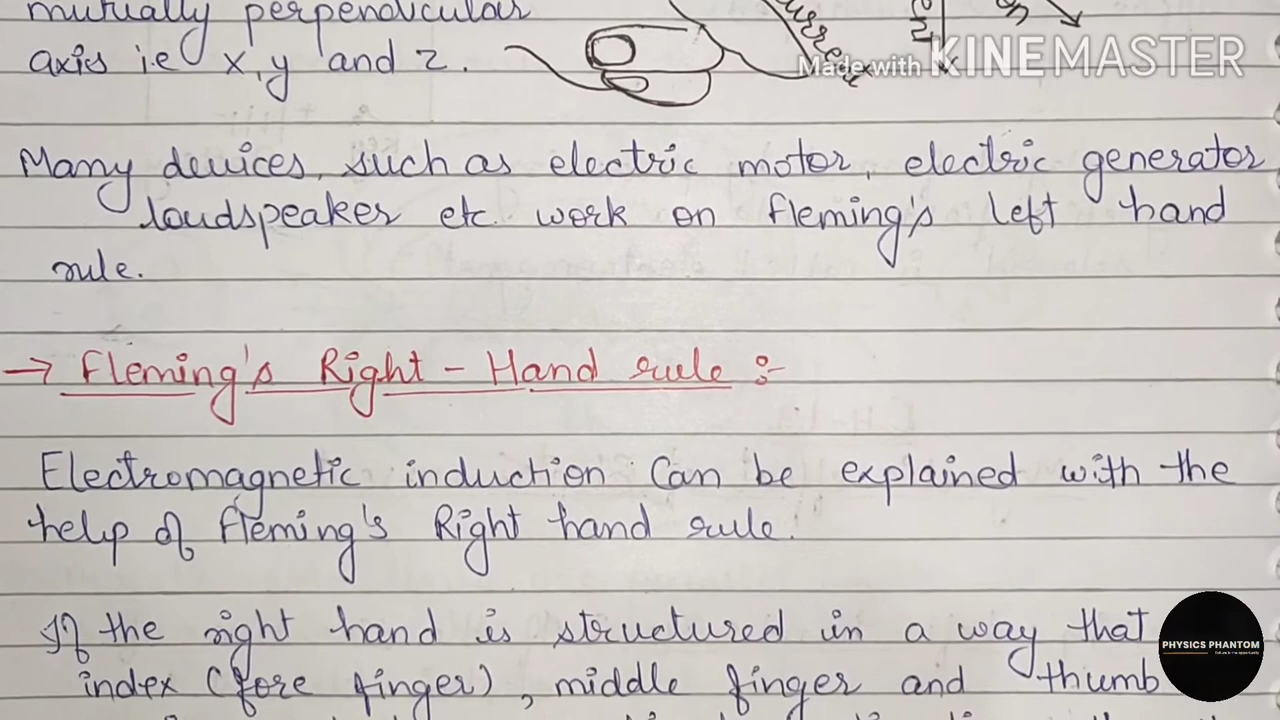 mutually perpendicular
axis i.e x, y and z.
Made with KINEMASTER
Many devices, such as electric motor, electric generator
loudspeaker etc. work on fleming's left hand
rule.
→ Fleming's Right - Hand rule :-
Electromagnetic induction Can be explained with the
help of fleming's Right hand rule.
If the right hand is structured in a way that
index (fore finger), middle finger and thumb
PHYSICS PHANTOM